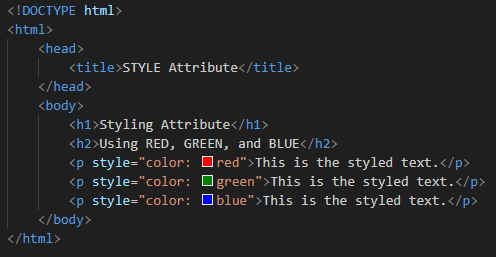 <!DOCTYPE html>
<html>
<head>
<title>STYLE Attribute</title>
</head>
<body>
<h1>Styling Attribute</h1>
<h2>Using RED, GREEN, and BLUE</h2>
<p style="color: red">This is the styled text.</p>
<p style="color: green">This is the styled text.</p>
<p style="color: blue">This is the styled text.</p>
</body>
</html>